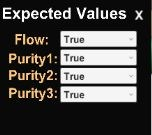 Expected Values X
Flow: True
Purity1: True
Purity2: True
Purity3: True